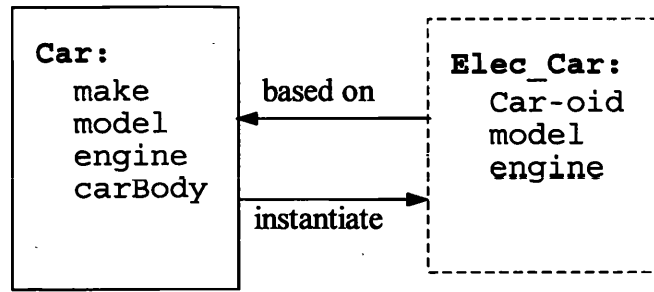 Car:
make
model
engine
carBody
based on
instantiate
Elec_Car:
Car-oid
model
engine